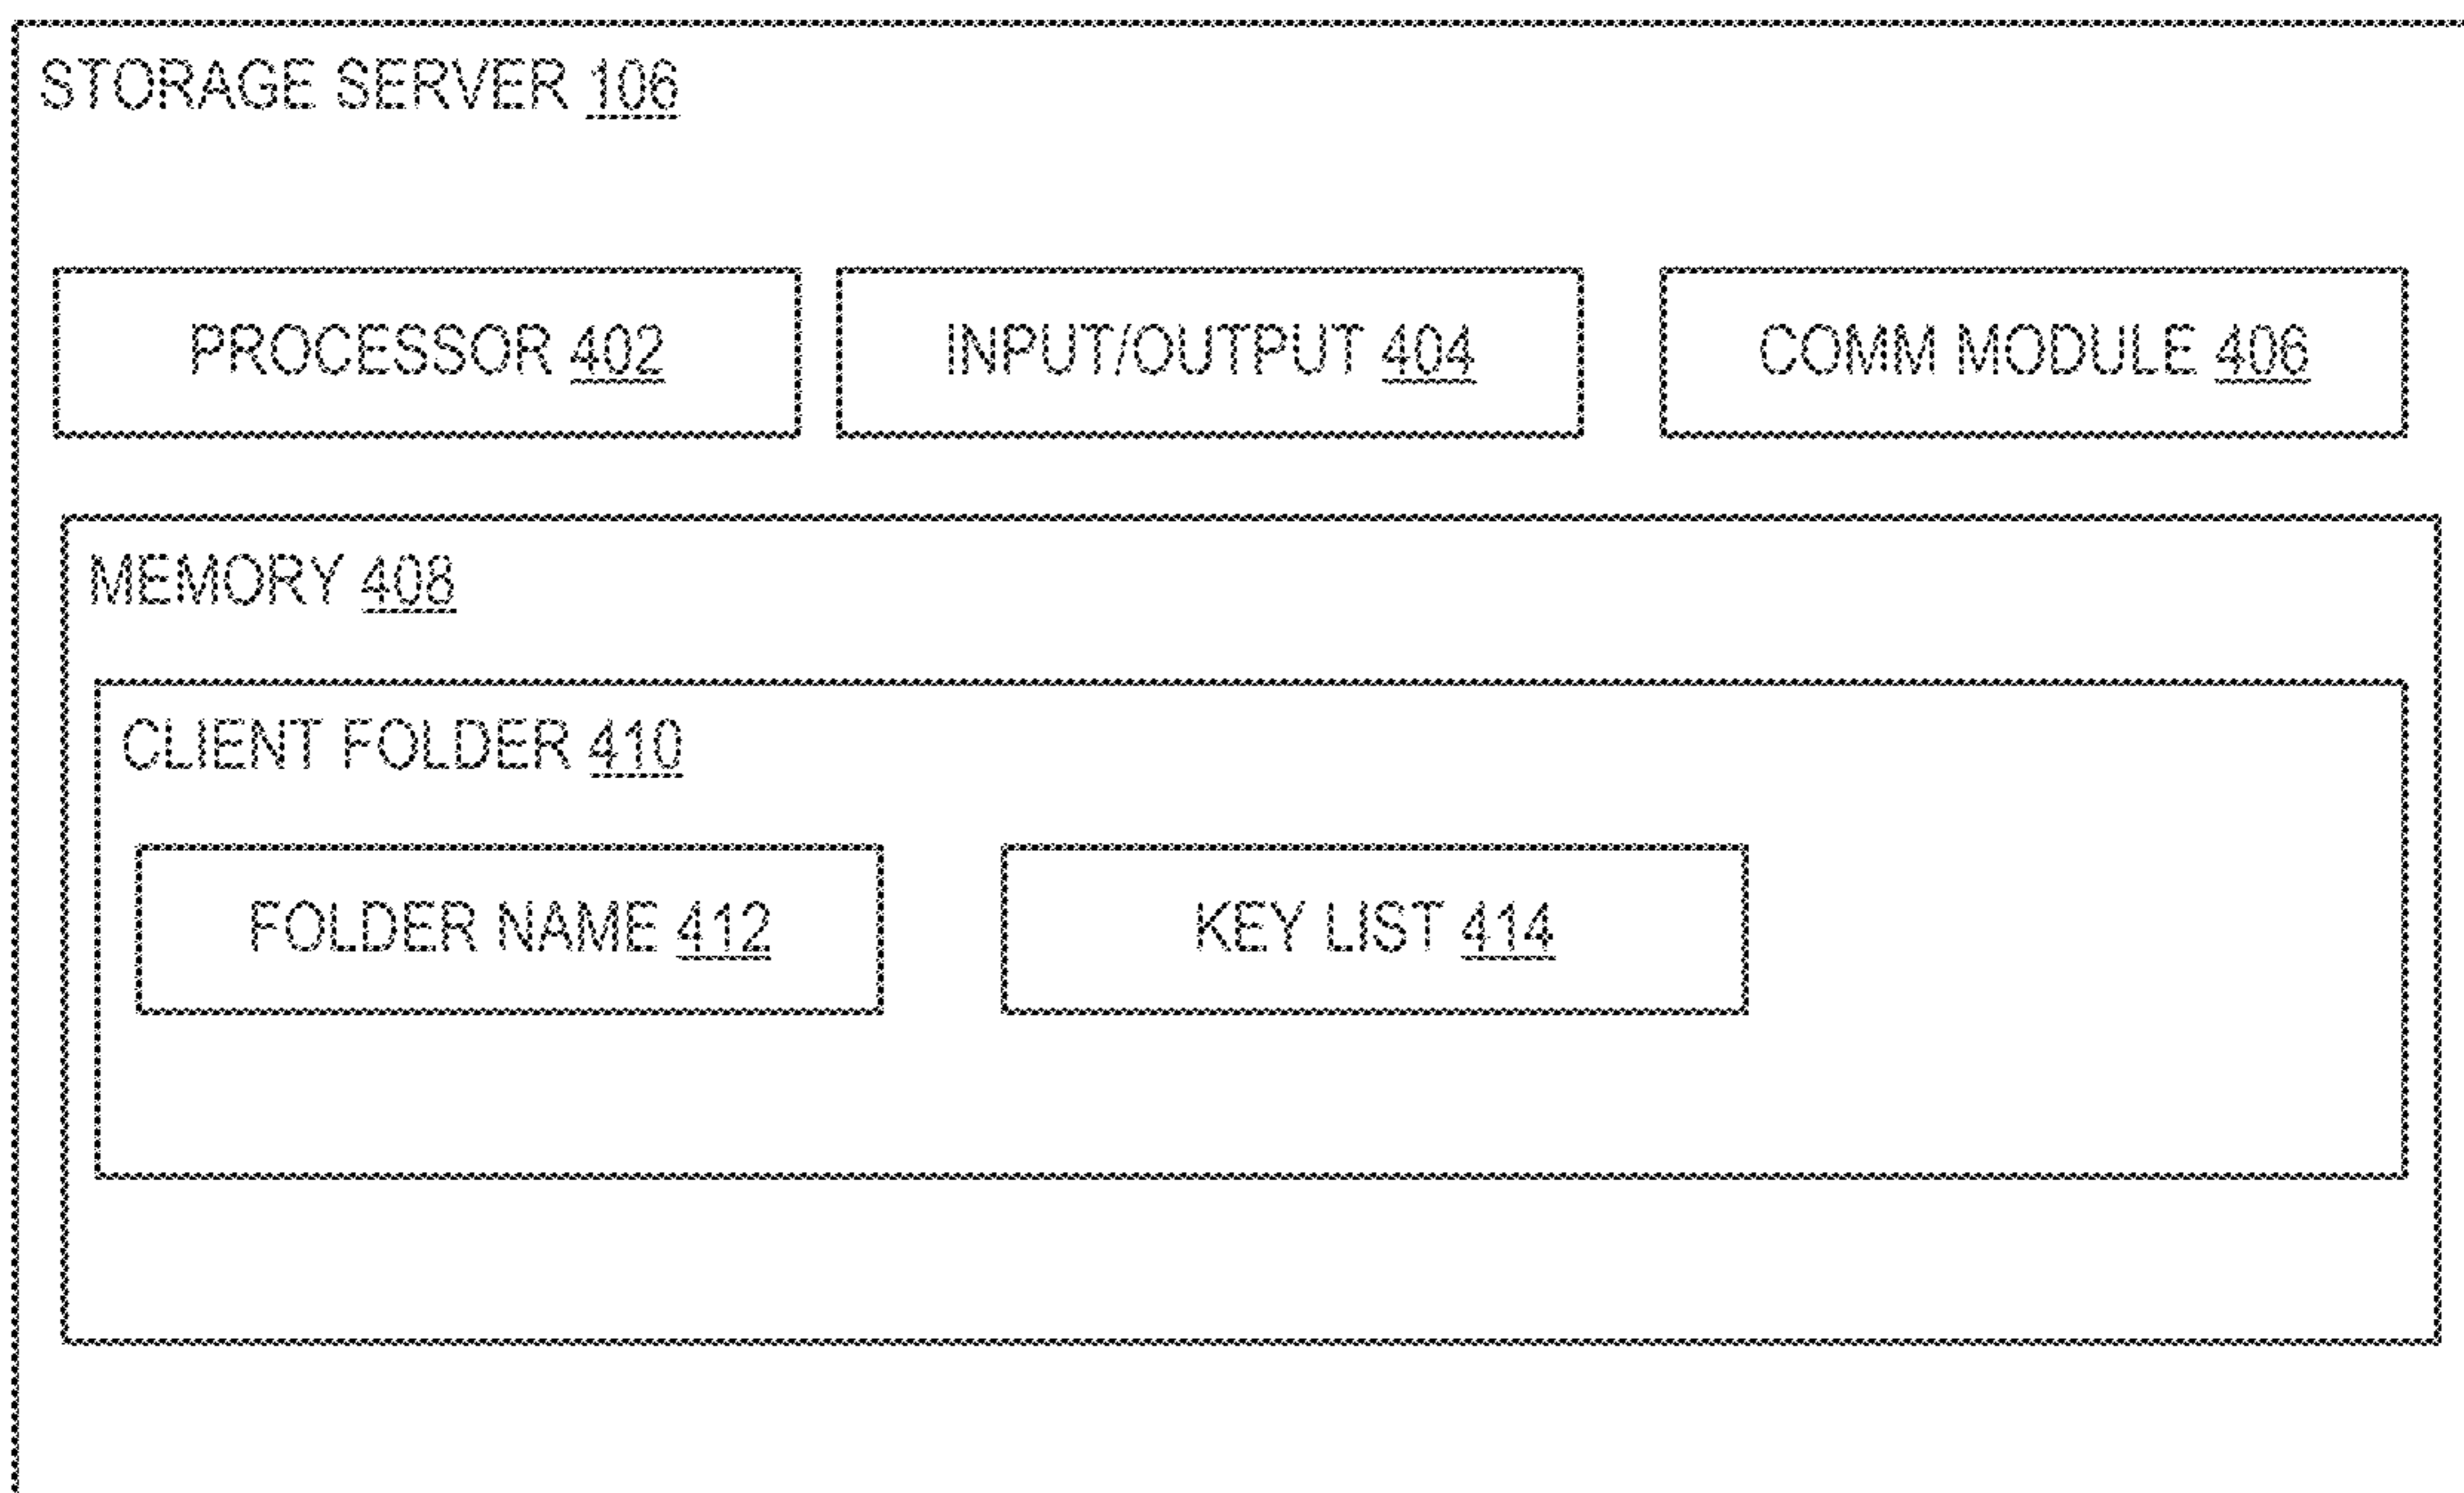 STORAGE SERVER 106
PROCESSOR 402
INPUT/OUTPUT 404
COMM MODULE 406
MEMORY 408
CLIENT FOLDER 410
FOLDER NAME 412
KEY LIST 414